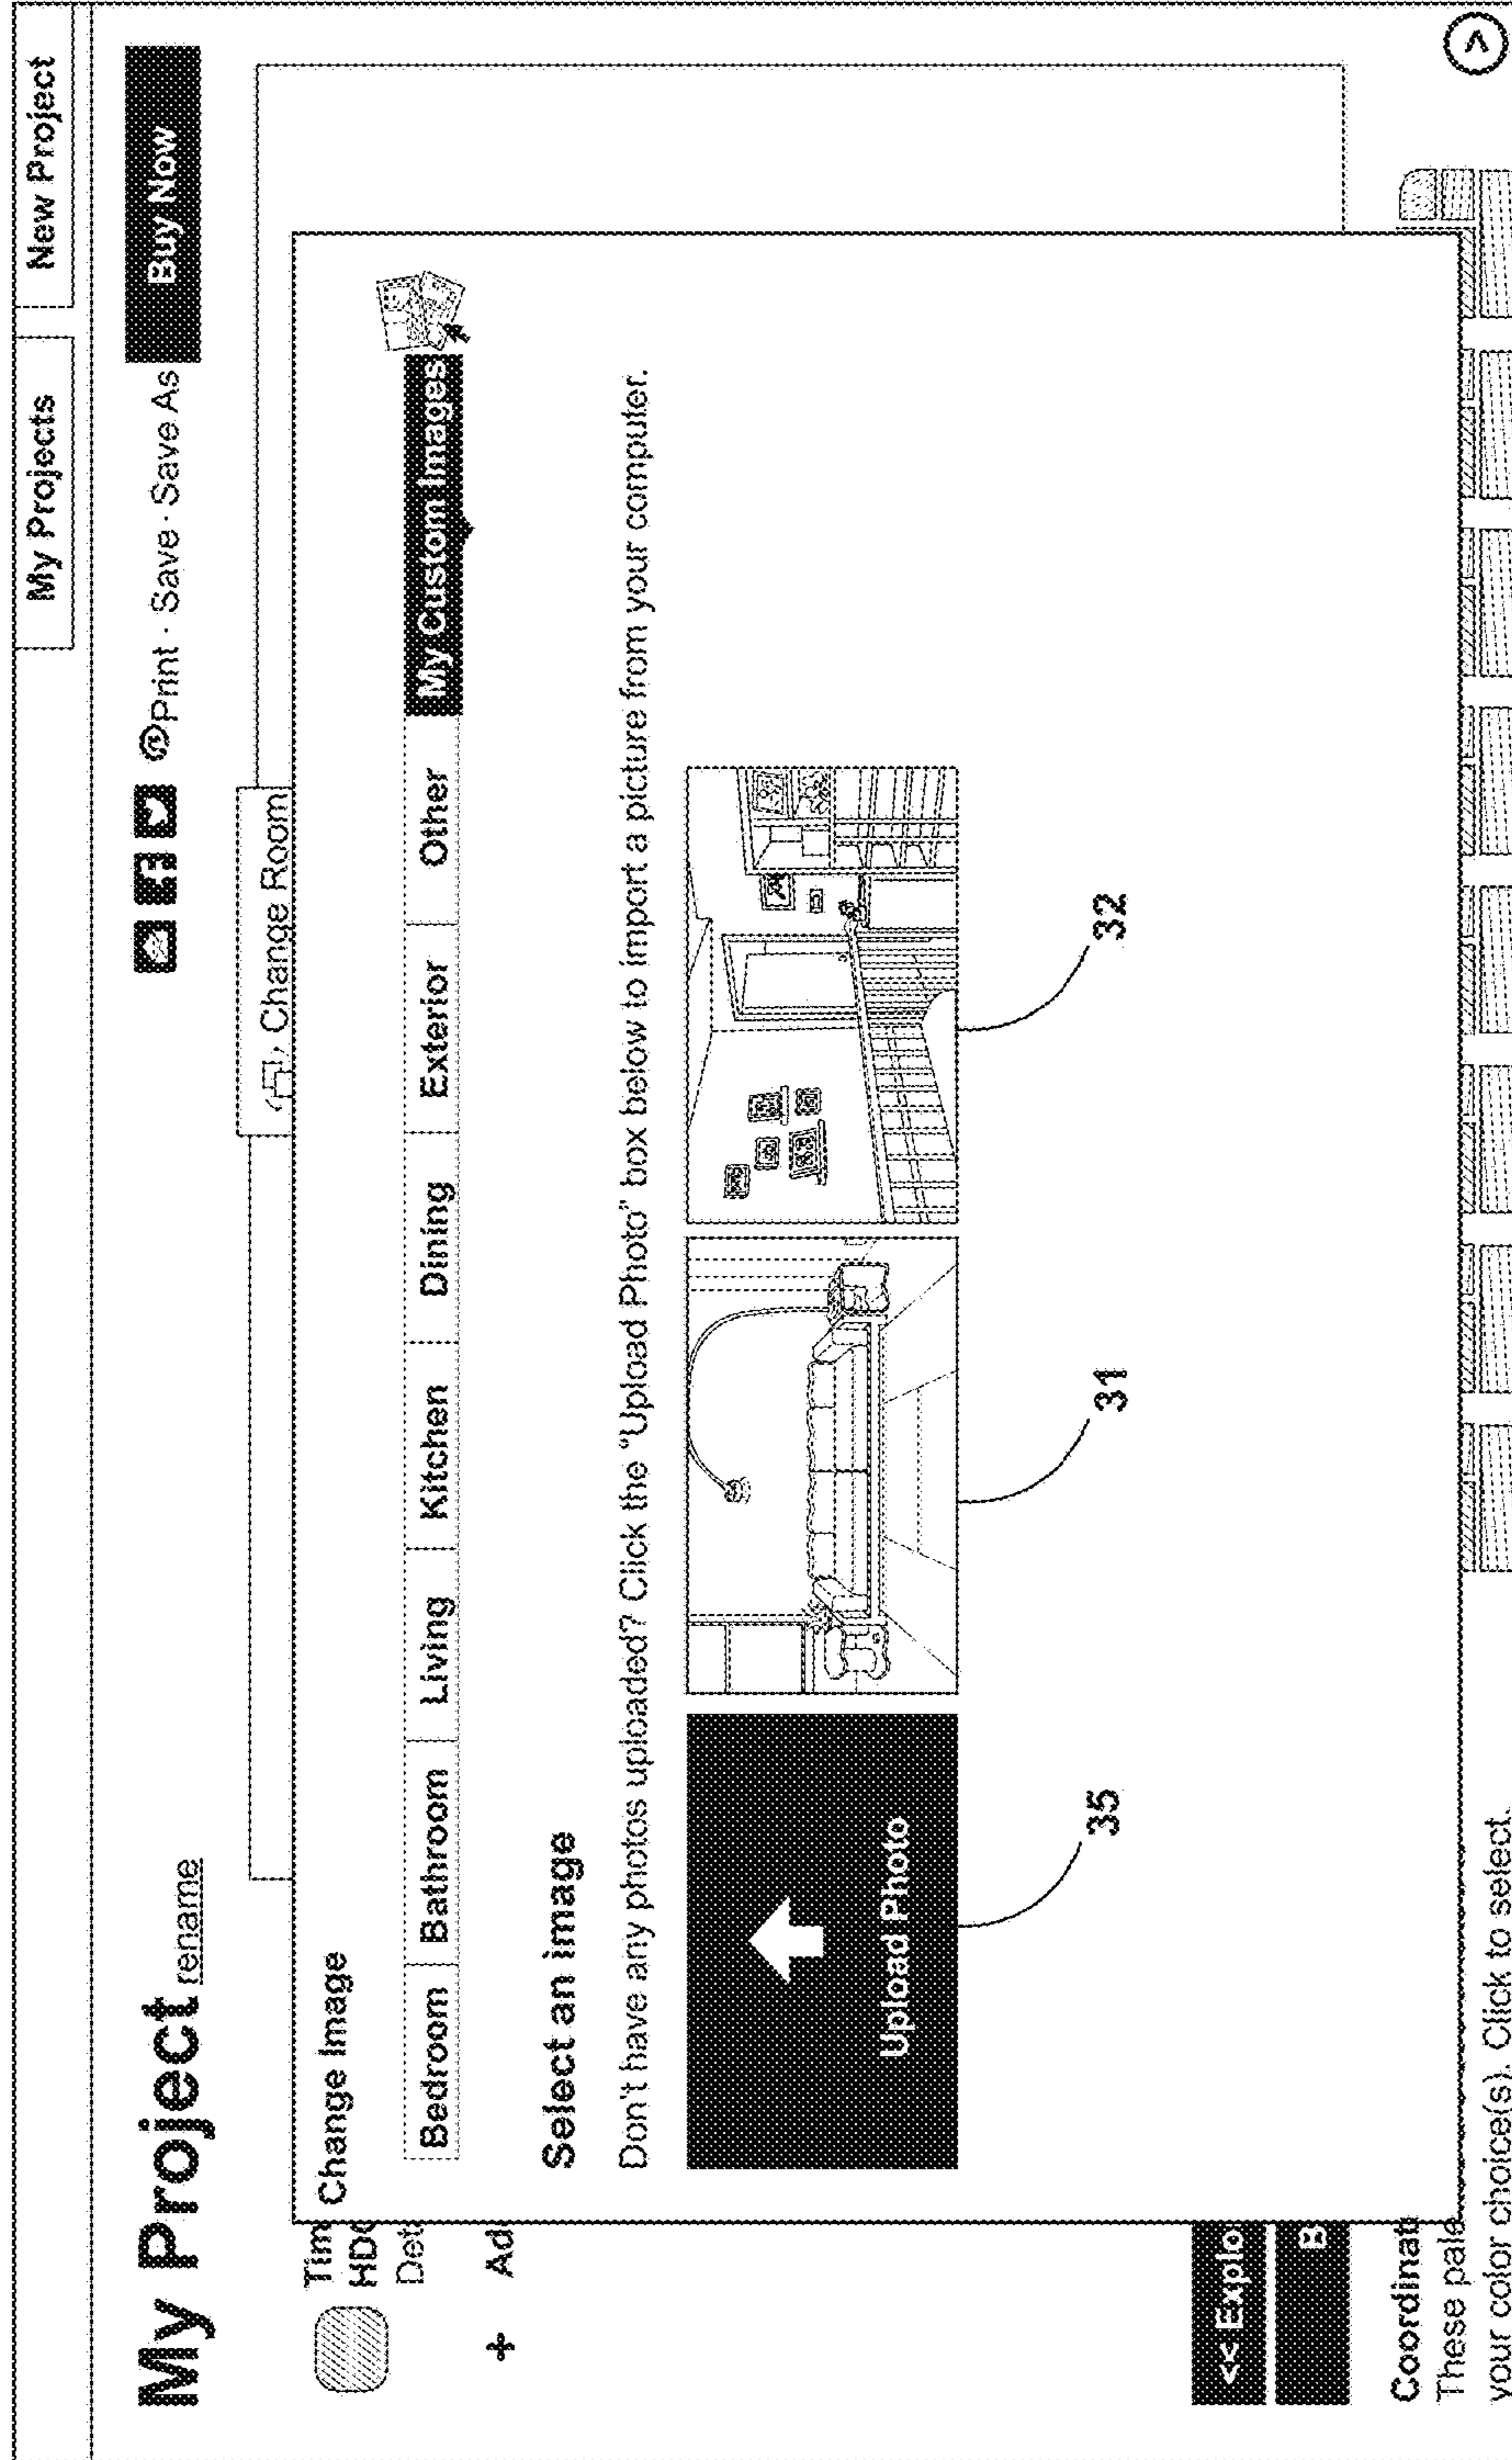 My Projects
New Project
My Project rename
Print · Save · Save As
Buy Now
Change Room
Tim
HD
Det
+ Ad
Change Image
Bedroom
Bathroom
Living
Kitchen
Dining
Exterior
Other
My Custom Images
Select an image
Don't have any photos uploaded? Click the "Upload Photo" box below to import a picture from your computer.
Upload Photo
35
31
32
<< Explo
B
Coordinat
These pale
your color choice(s). Click to select.
>